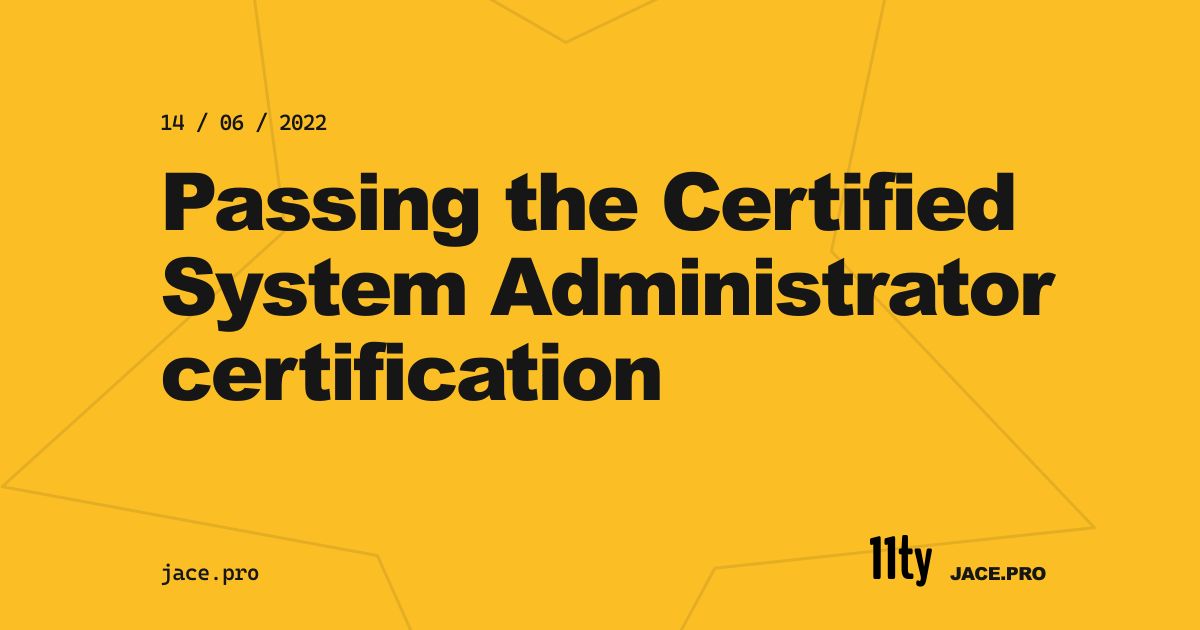 14 / 06 / 2022
Passing the Certified
System Administrator
certification
jace.pro
11ty JACE.PRO